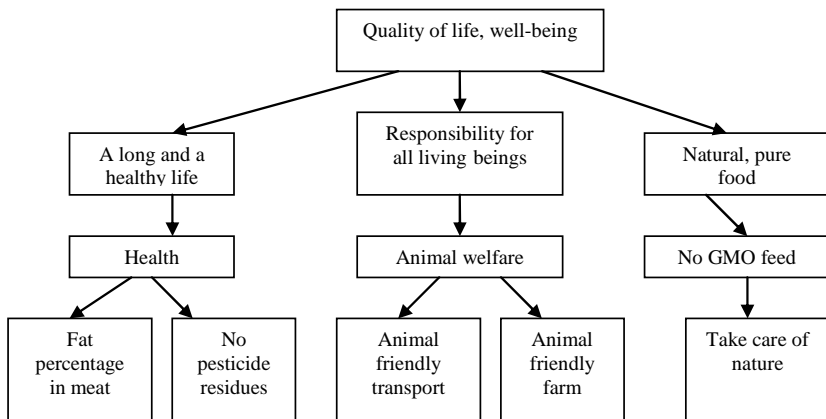 Quality of life, well-being
A long and a
healthy life
Responsibility for
all living beings
Natural, pure
food
Health
Animal welfare
No GMO feed
Fat
percentage
in meat
No
pesticide
residues
Animal
friendly
transport
Animal
friendly
farm
Take care of
nature